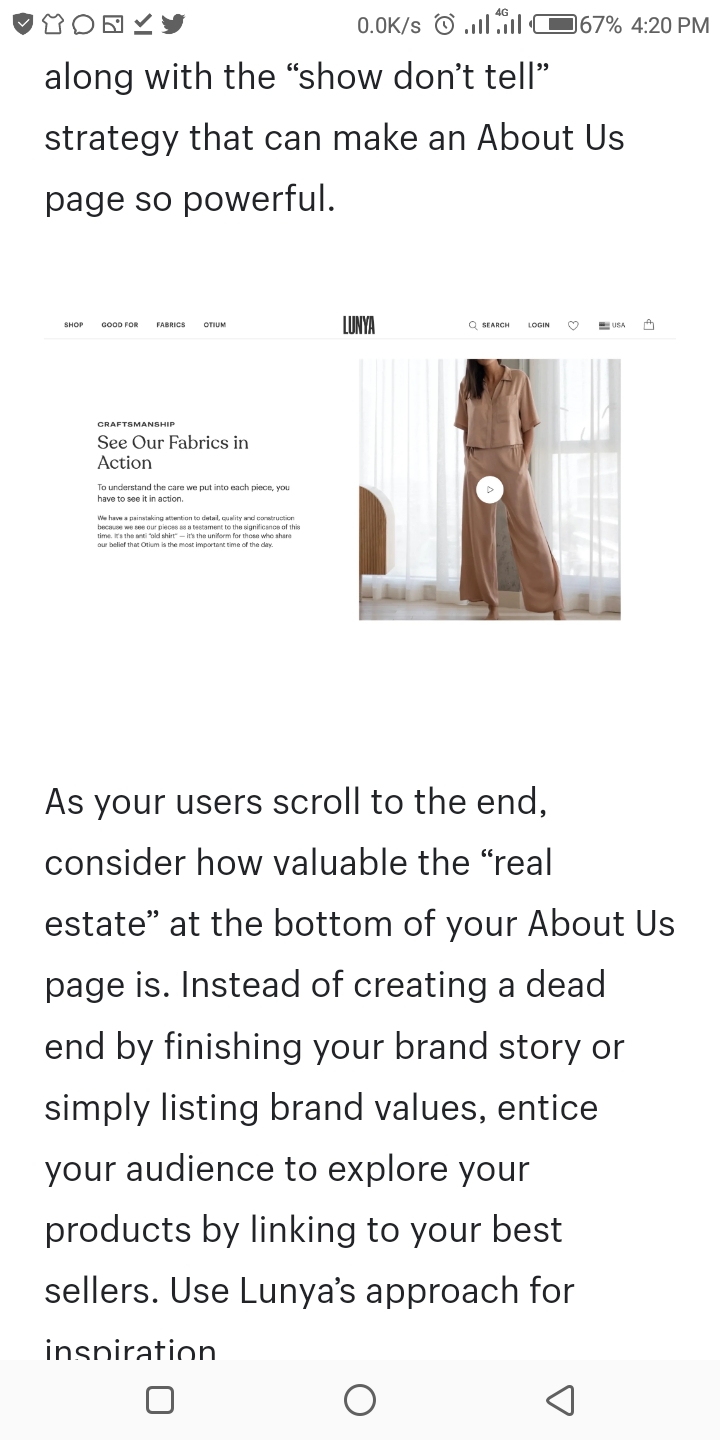 0.0K/s 4G 67% 4:20 PM
along with the “show don’t tell”
strategy that can make an About Us
page so powerful.
SHOP GOOD FOR FABRICS OTIUM LUNYA SEARCH LOGIN USA
CRAFTSMANSHIP
See Our Fabrics in
Action
To understand the care we put into each piece, you
have to see it in action.
We have a painstaking attention to detail, quality and construction
because we see our pieces as a testament to the significance of this
time. It's the anti "old shirt" — it's the uniform for those who share
our belief that Otium is the most important time of the day.
As your users scroll to the end,
consider how valuable the “real
estate” at the bottom of your About Us
page is. Instead of creating a dead
end by finishing your brand story or
simply listing brand values, entice
your audience to explore your
products by linking to your best
sellers. Use Lunya’s approach for
inspiration